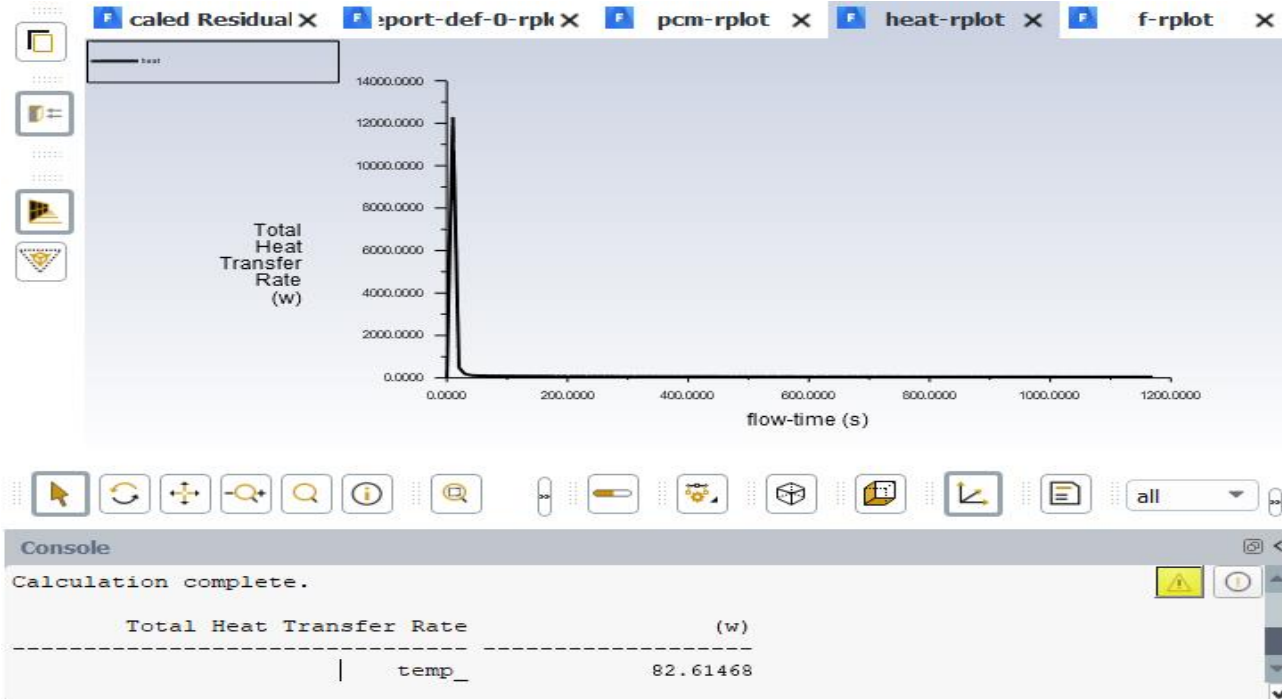 caled Residual
eport-def-0-rpl
pcm-rplot
heat-rplot
f-rplot
heat
14000.0000
12000.0000
10000.0000
8000.0000
6000.0000
4000.0000
2000.0000
0.0000
Total
Heat
Transfer
Rate
(w)
0.0000 200.0000 400.0000 600.0000 800.0000 1000.0000 1200.0000
flow-time (s)
all
Console
Calculation complete.
Total Heat Transfer Rate (w)
-------------------------------- --------------------
temp_ 82.61468